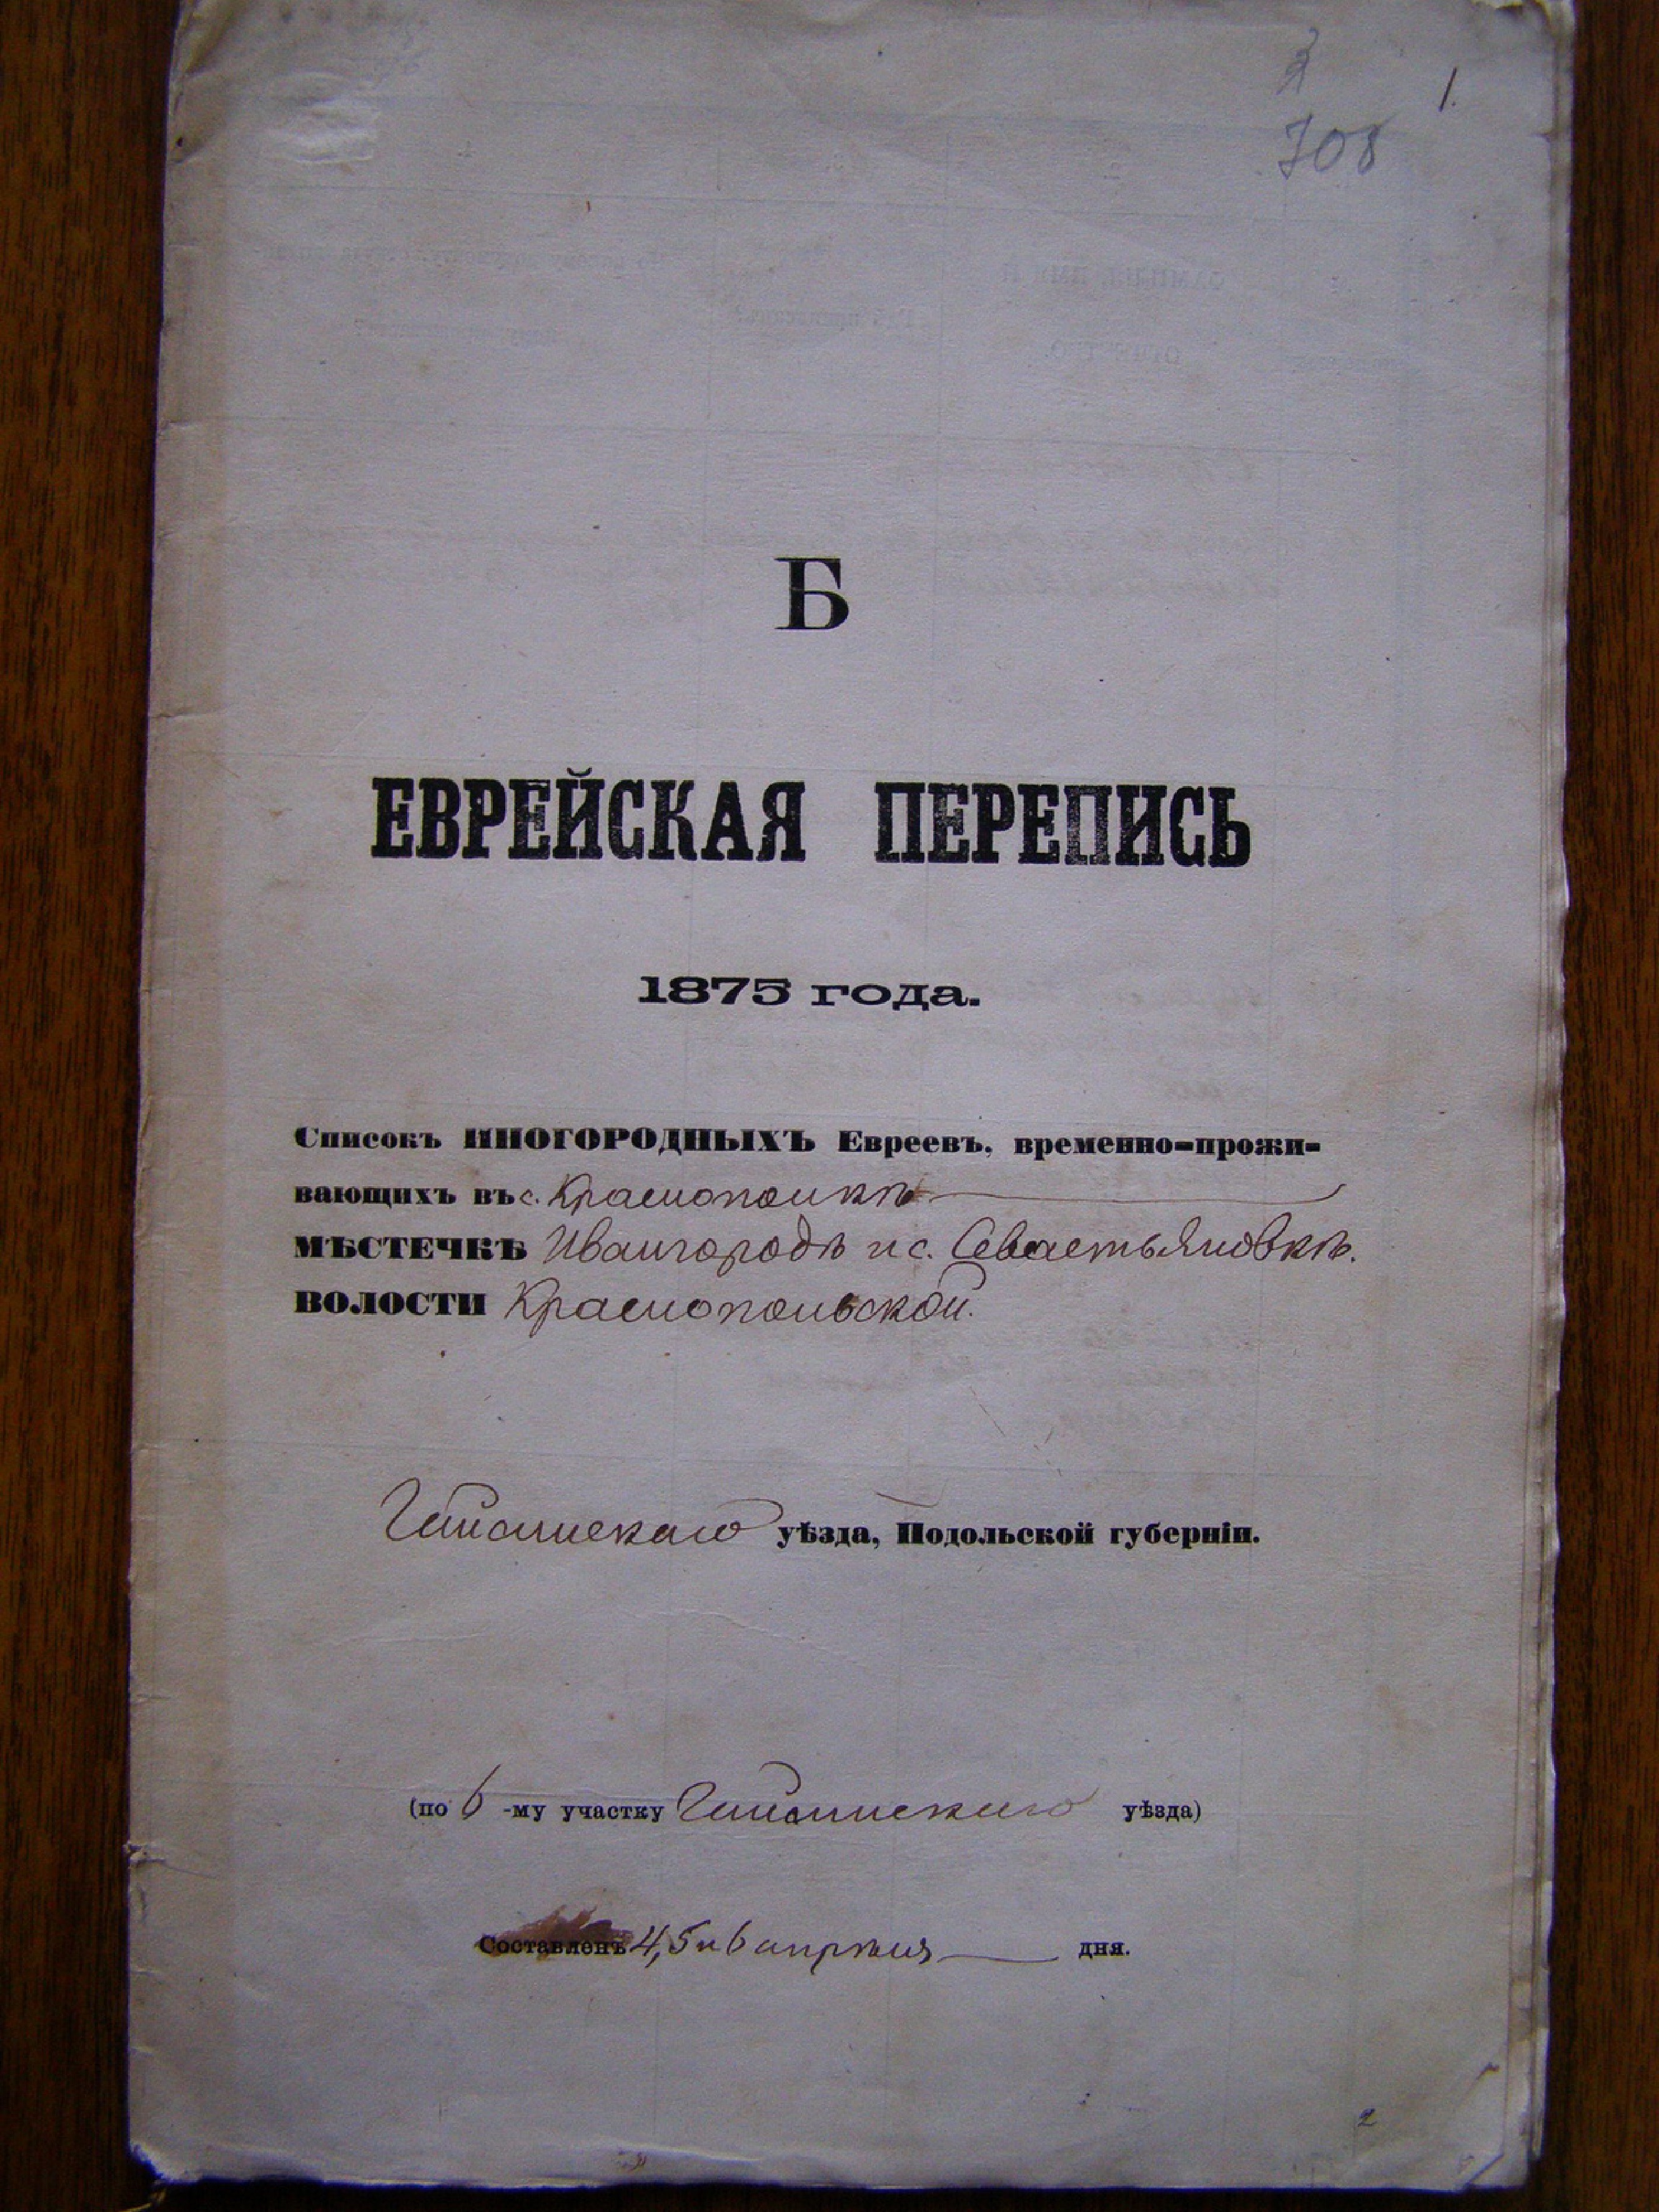 1.
708
Б
ЕВРЕЙСКАЯ ПЕРЕПИСЬ
1875 года.
Списокъ ИНОГОРОДНЫХЪ Евреевъ, временно=прожи=
вающихъ въ с. Краснополкѣ
МѢСТЕЧКѢ Ивангородѣ и с. Севастьяновкѣ.
ВОЛОСТИ Краснопольской.
Гайсинскаго уѣзда, Подольской губерніи.
(по 6 -му участку Гайсинскаго уѣзда)
Составленъ 4, 5 и 6 апрѣля дня.
2